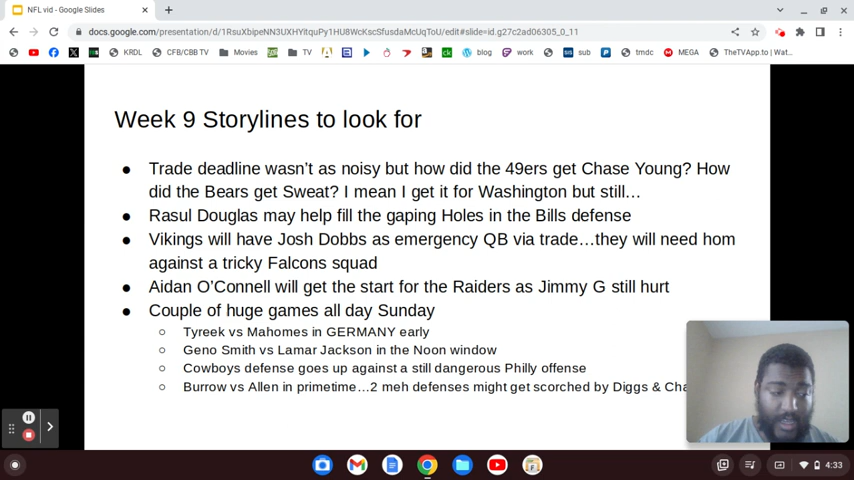 NFL vid - Google Slides
docs.google.com/presentation/d/1RsuXbipeNN3UXHYitquPy1HU8WcKscSfusdaMcUqToU/edit#slide=id.g27c2ad06305_0_11
KRDL CFB/CBB TV Movies TV blog work sub tmdc MEGA TheTVApp.to | Wat...
Week 9 Storylines to look for
● Trade deadline wasn't as noisy but how did the 49ers get Chase Young? How
did the Bears get Sweat? I mean I get it for Washington but still…
● Rasul Douglas may help fill the gaping Holes in the Bills defense
● Vikings will have Josh Dobbs as emergency QB via trade…they will need hom
against a tricky Falcons squad
● Aidan O'Connell will get the start for the Raiders as Jimmy G still hurt
● Couple of huge games all day Sunday
○ Tyreek vs Mahomes in GERMANY early
○ Geno Smith vs Lamar Jackson in the Noon window
○ Cowboys defense goes up against a still dangerous Philly offense
○ Burrow vs Allen in primetime…2 meh defenses might get scorched by Diggs & Cha
4:33